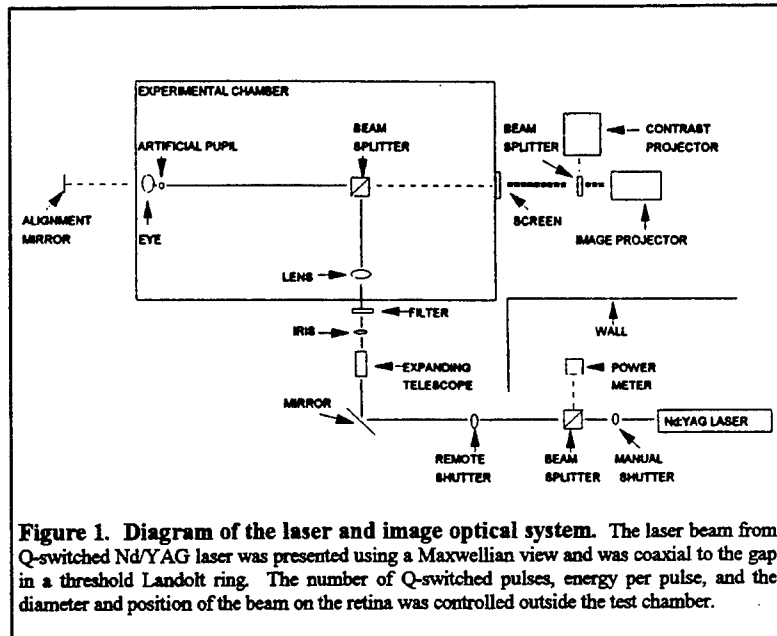 EXPERIMENTAL CHAMBER
ARTIFICIAL PUPIL
BEAM
SPLITTER
BEAM
SPLITTER
CONTRAST
PROJECTOR
ALIGNMENT
MIRROR
EYE
SCREEN
IMAGE PROJECTOR
LENS
FILTER
IRIS
WALL
EXPANDING
TELESCOPE
POWER
METER
MIRROR
Nd:YAG LASER
REMOTE
SHUTTER
BEAM
SPLITTER
MANUAL
SHUTTER
Figure 1. Diagram of the laser and image optical system. The laser beam from
Q-switched Nd/YAG laser was presented using a Maxwellian view and was coaxial to the gap
in a threshold Landolt ring. The number of Q-switched pulses, energy per pulse, and the
diameter and position of the beam on the retina was controlled outside the test chamber.